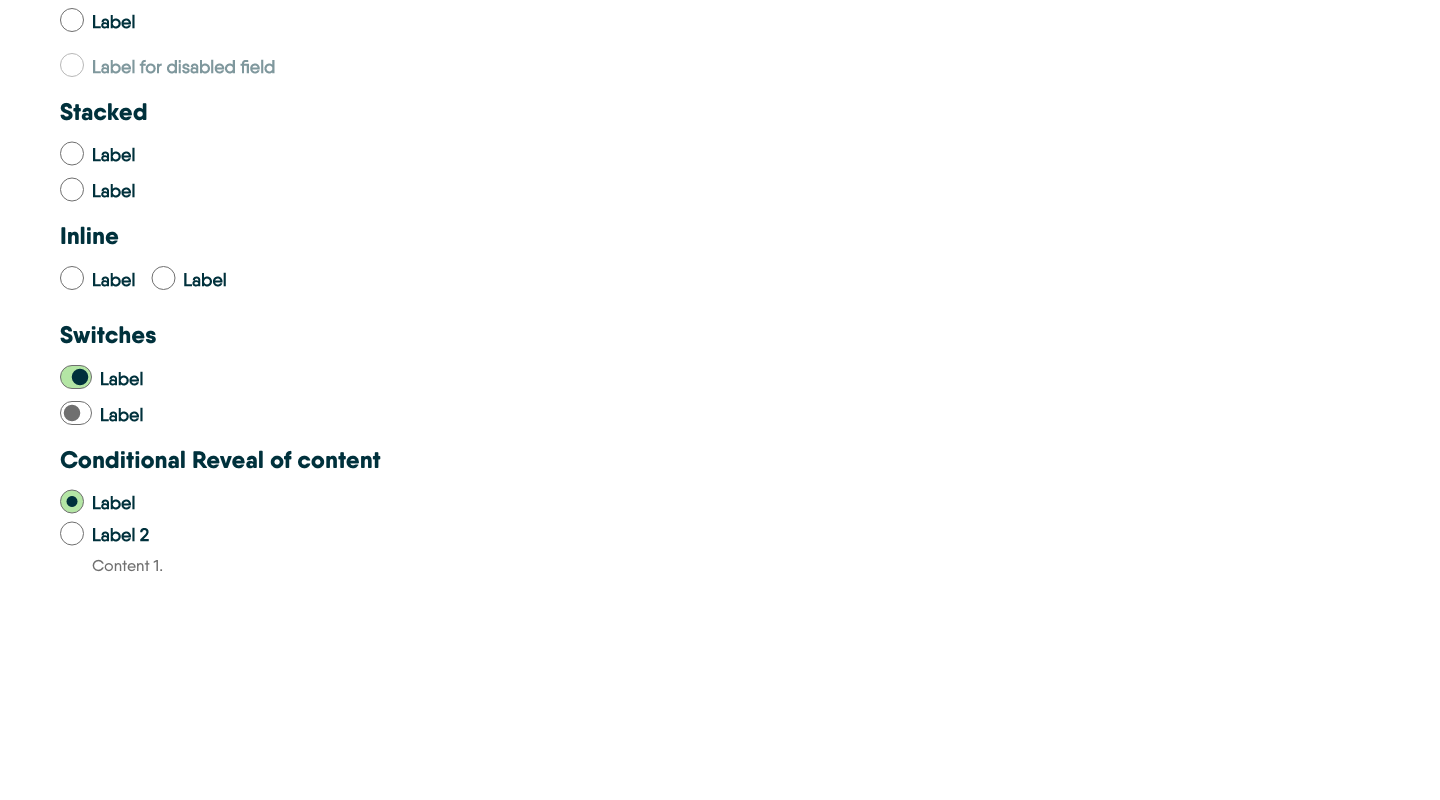 Label
Label for disabled field
Stacked
Label
Label
Inline
Label Label
Switches
Label
Label
Conditional Reveal of content
Label
Label 2
Content 1.